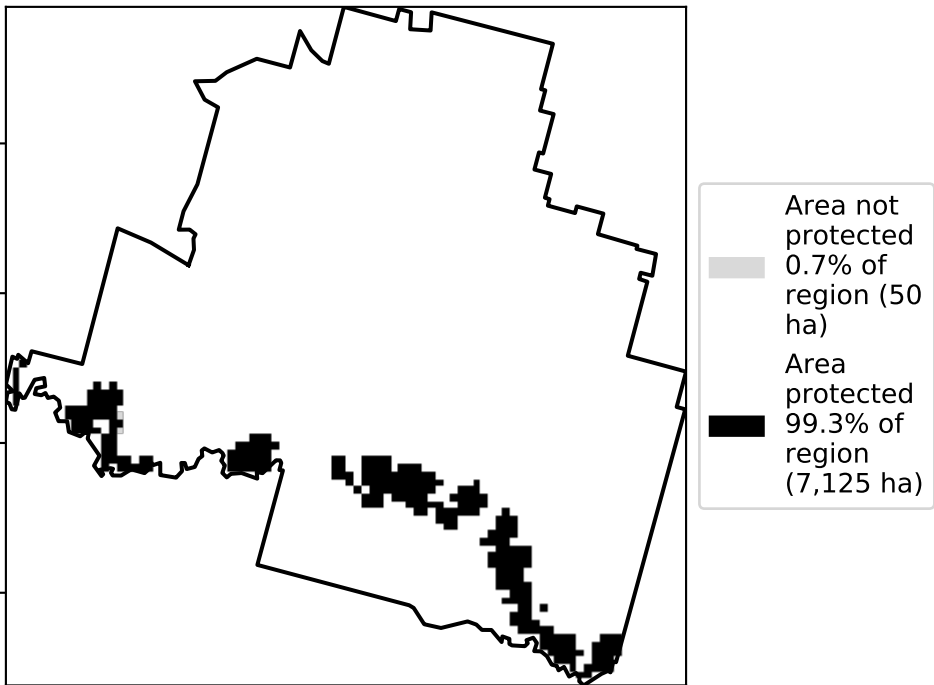 Area not
protected
0.7% of
region (50
ha)
Area
protected
99.3% of
region
(7,125 ha)